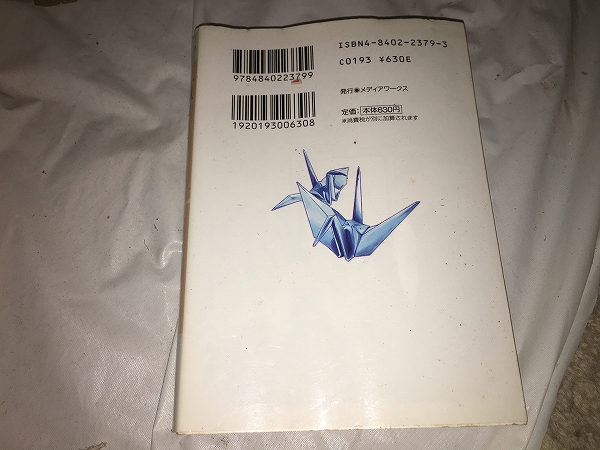 ISBN4-8402-2379-3
C0193 ¥630E
9784840223799
1920193006308
発行●メディアワークス
定価:本体630円
※消費税が別に加算されます